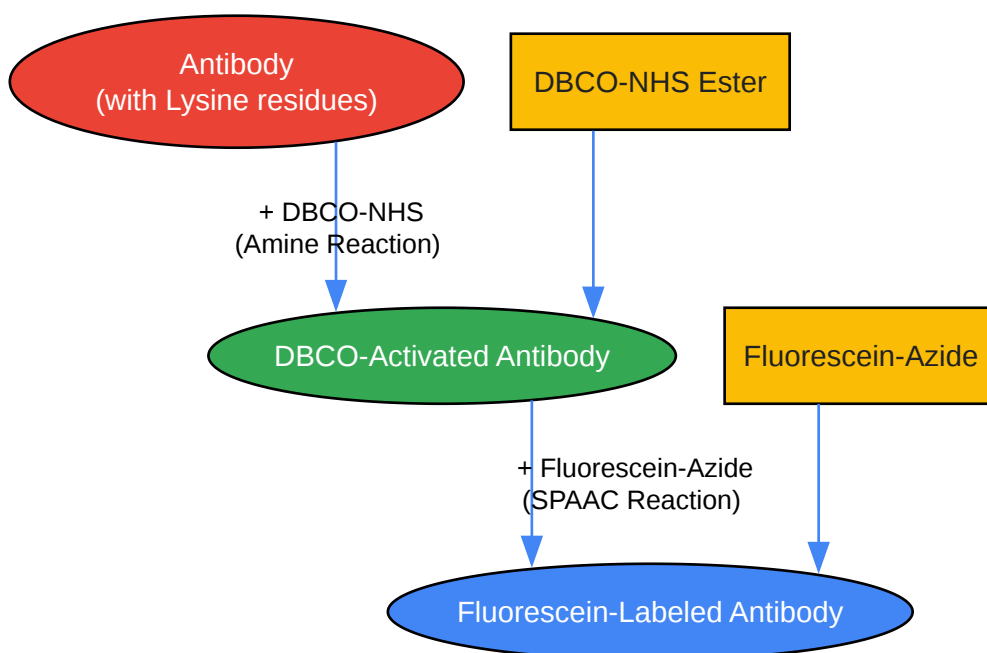 Antibody
(with Lysine residues)
DBCO-NHS Ester
+ DBCO-NHS
(Amine Reaction)
DBCO-Activated Antibody
Fluorescein-Azide
+ Fluorescein-Azide
(SPAAC Reaction)
Fluorescein-Labeled Antibody